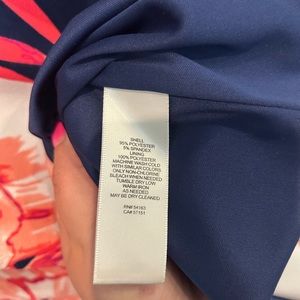 SHELL
95% POLYESTER
5% SPANDEX
LINING
100% POLYESTER
MACHINE WASH COLD
WITH SIMILAR COLORS
ONLY NON-CHLORINE
BLEACH WHEN NEEDED
TUMBLE DRY LOW
WARM IRON
AS NEEDED
MAY BE DRY CLEANED
RN# 54163
CA# 57151